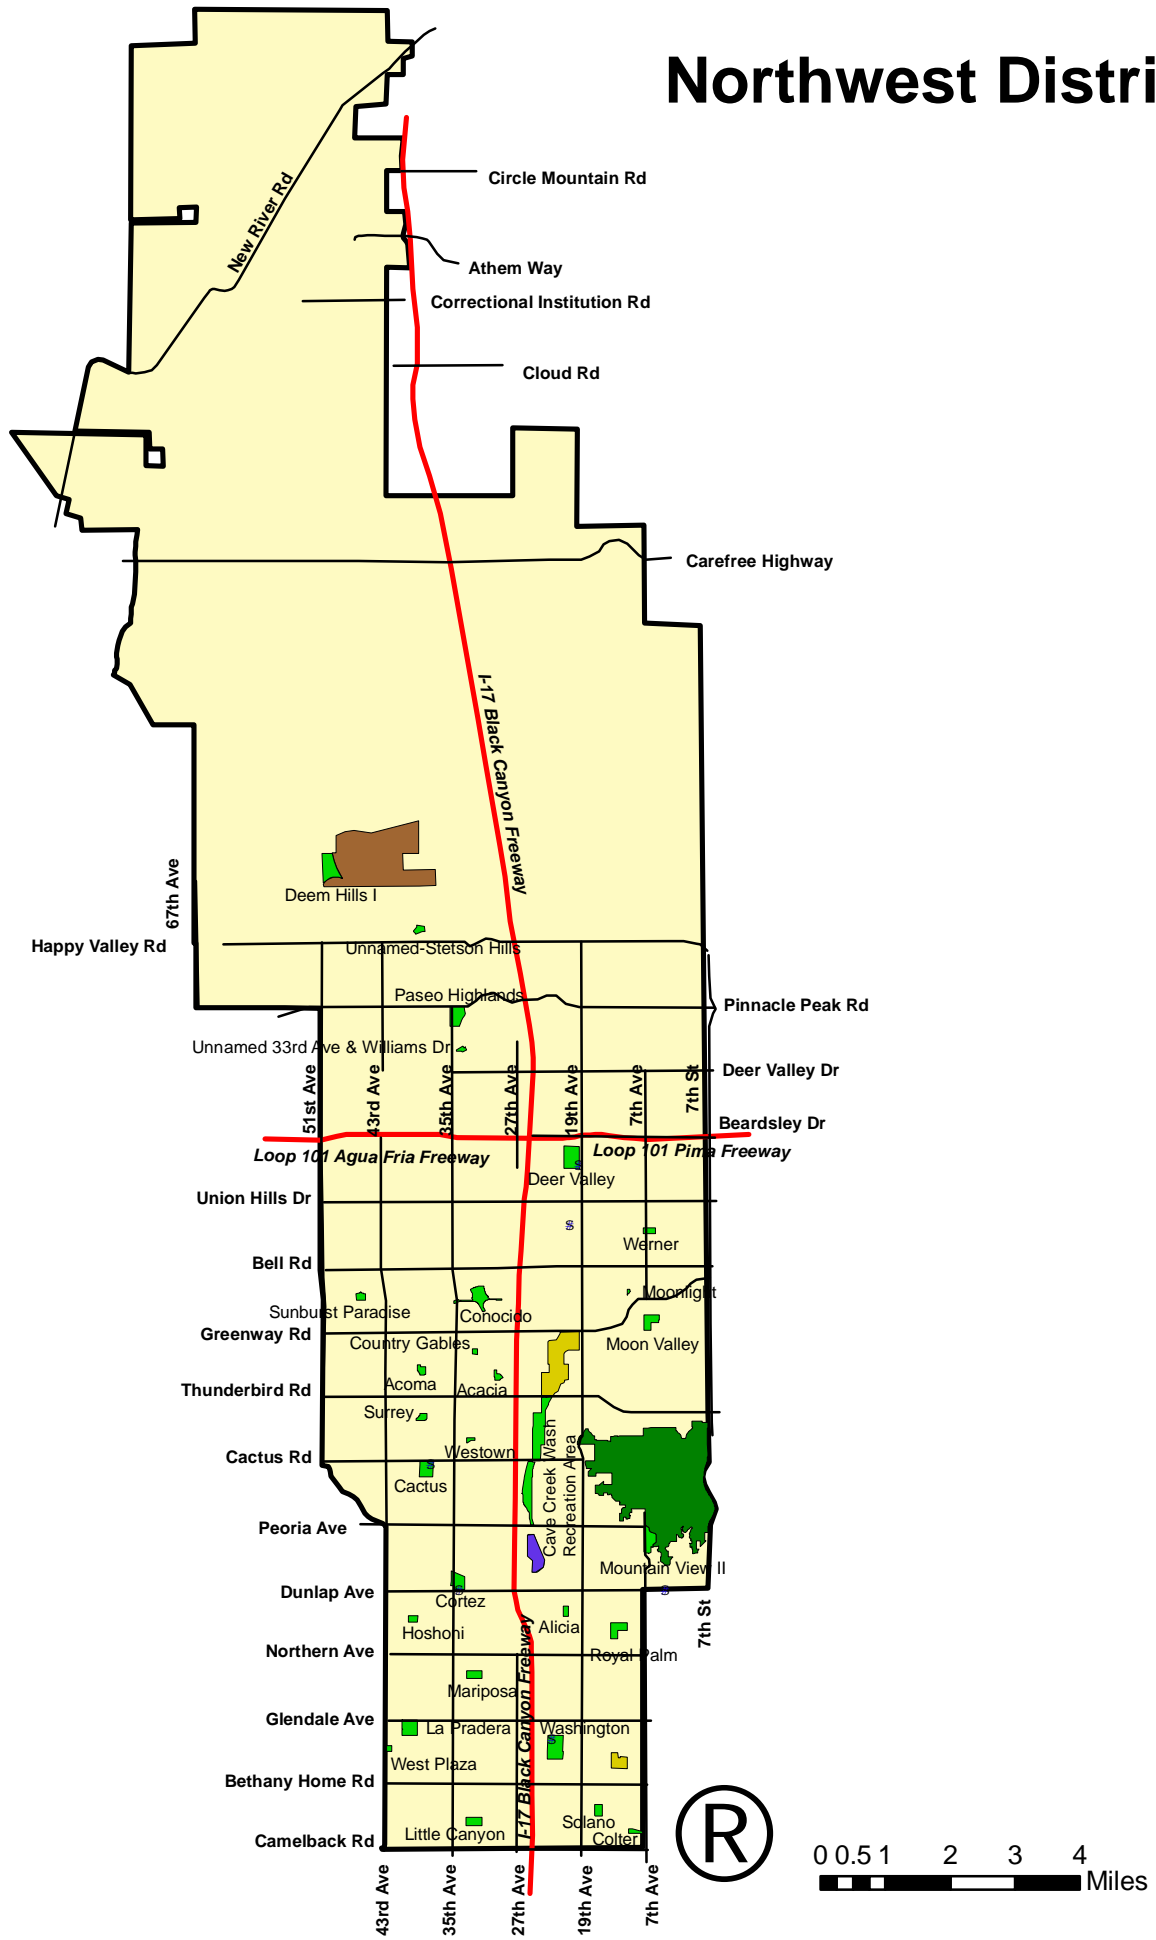 Northwest Distri
Circle Mountain Rd
New River Rd
Athem Way
Correctional Institution Rd
Cloud Rd
Carefree Highway
I-17 Black Canyon Freeway
67th Ave
Deem Hills I
Happy Valley Rd
Unnamed-Stetson Hills
Paseo Highlands
Pinnacle Peak Rd
Unnamed 33rd Ave & Williams Dr
Deer Valley Dr
51st Ave
43rd Ave
35th Ave
27th Ave
19th Ave
7th Ave
7th St
Beardsley Dr
Loop 101 Agua Fria Freeway
Loop 101 Pima Freeway
Deer Valley
Union Hills Dr
Werner
Bell Rd
Moonlight
Sunburst Paradise
Conocido
Greenway Rd
Country Gables
Moon Valley
Acoma
Acacia
Thunderbird Rd
Surrey
Westown
Cactus Rd
Cactus
Cave Creek Wash
Recreation Area
Peoria Ave
Mountain View II
Dunlap Ave
Cortez
Hoshoni
Alicia
7th St
Northern Ave
Royal Palm
Mariposa
Glendale Ave
La Pradera
Washington
West Plaza
Bethany Home Rd
I-17 Black Canyon Freeway
Solano
Little Canyon
Colter
Camelback Rd
43rd Ave
35th Ave
27th Ave
19th Ave
7th Ave
®
0 0.5 1 2 3 4
Miles